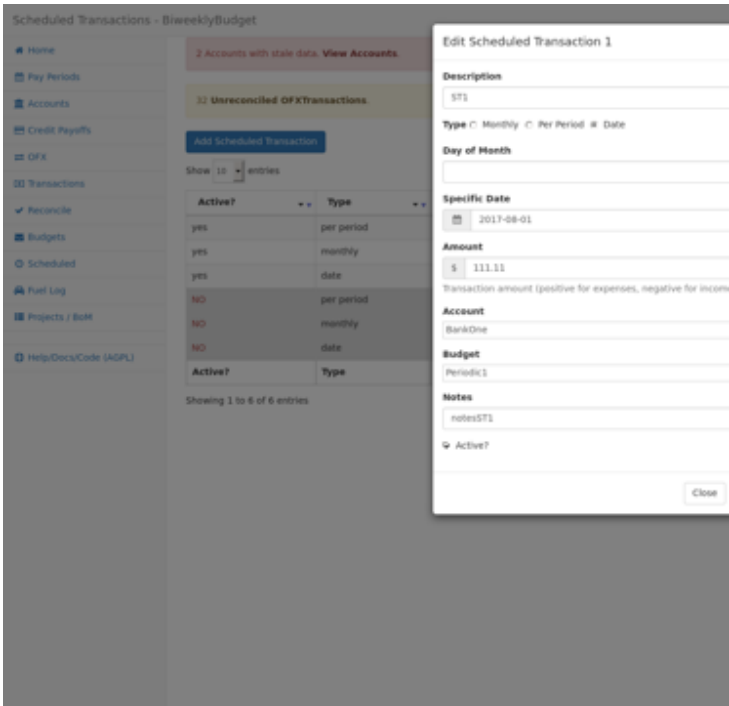 Scheduled Transactions - BiweeklyBudget
Home
Pay Periods
Accounts
Credit Payoffs
OFX
Transactions
Reconcile
Budgets
Scheduled
Fuel Log
Projects / BoM
Help/Docs/Code (AGPL)
2 Accounts with stale data. View Accounts.
32 Unreconciled OFXTransactions.
Add Scheduled Transaction
Show 10 entries
Active? Type
yes per period
yes monthly
yes date
NO per period
NO monthly
NO date
Active? Type
Showing 1 to 6 of 6 entries
Edit Scheduled Transaction 1
Description
ST1
Type Monthly Per Period Date
Day of Month
Specific Date
2017-08-01
Amount
$ 111.11
Transaction amount (positive for expenses, negative for incom
Account
BankOne
Budget
Periodic1
Notes
notesST1
Active?
Close